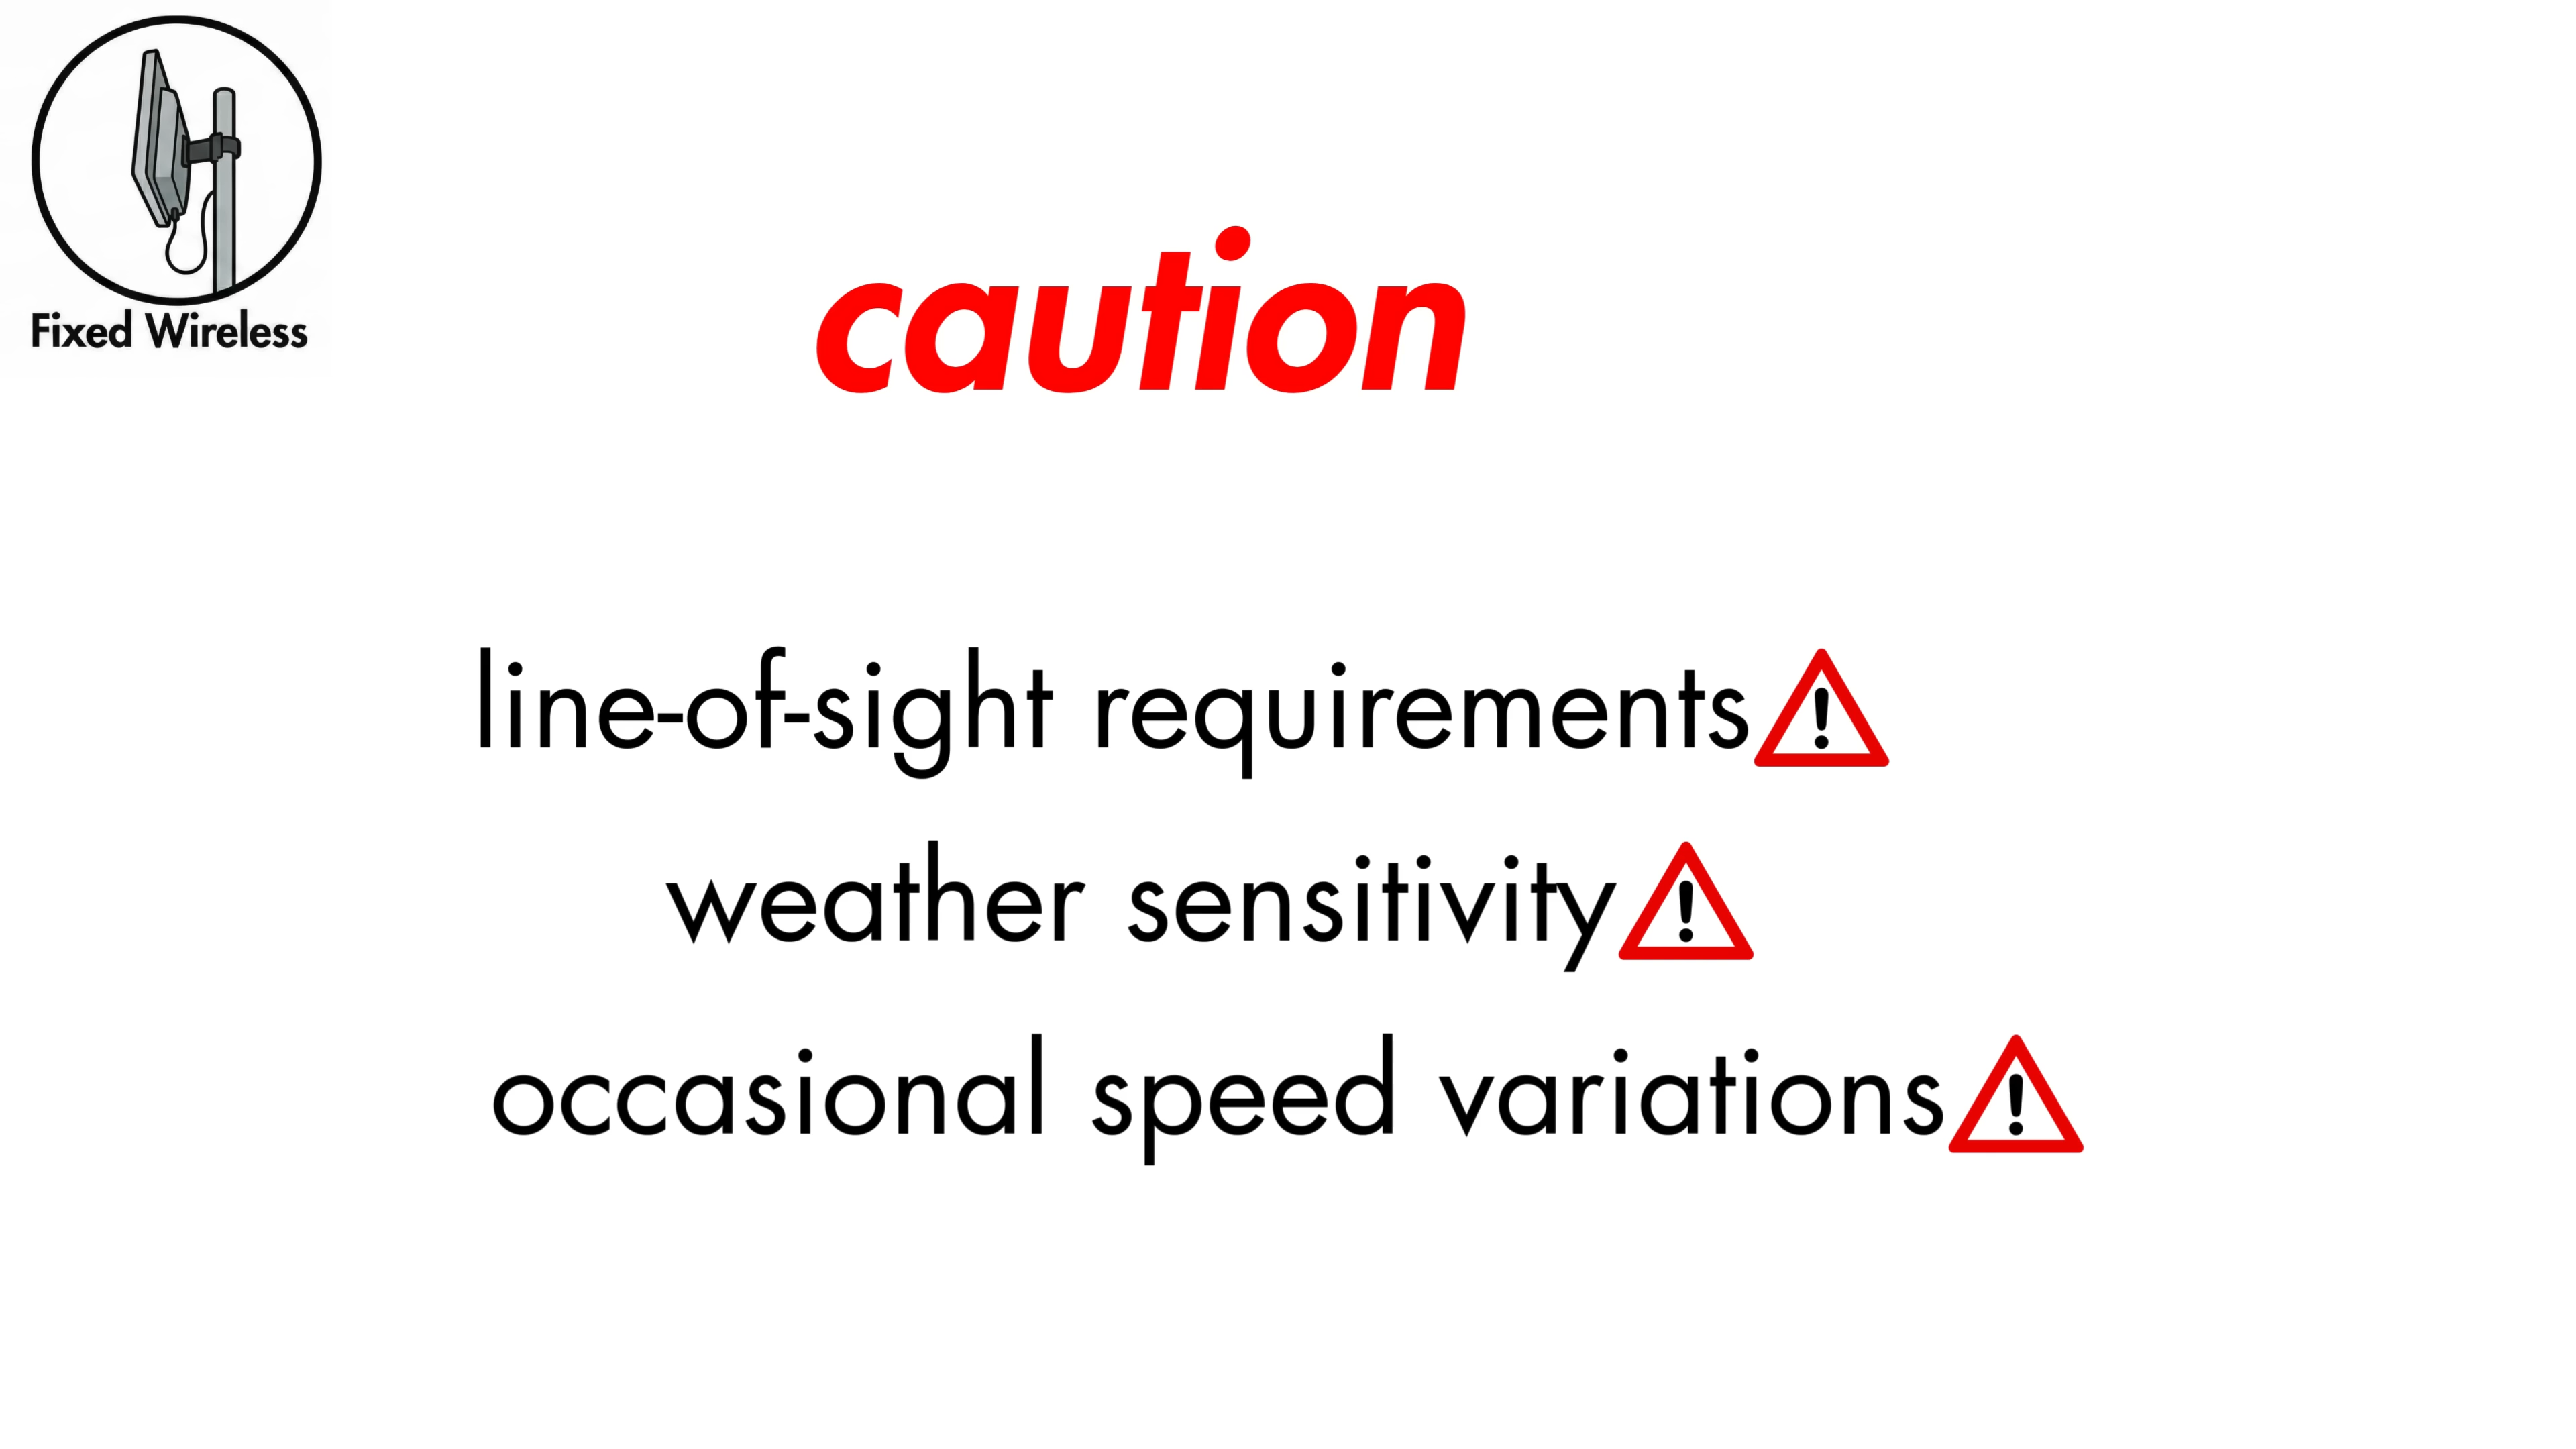 Fixed Wireless
caution
line-of-sight requirements
weather sensitivity
occasional speed variations